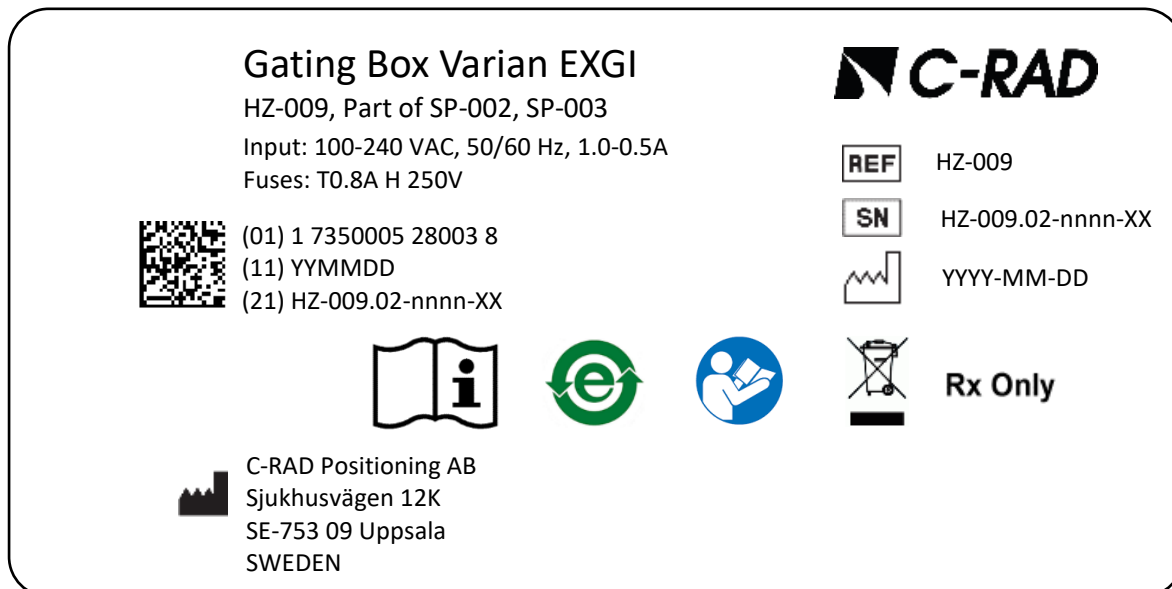 Gating Box Varian EXGI
HZ-009, Part of SP-002, SP-003
Input: 100-240 VAC, 50/60 Hz, 1.0-0.5A
Fuses: T0.8A H 250V
(01) 1 7350005 28003 8
(11) YYMMDD
(21) HZ-009.02-nnnn-XX
C-RAD
REF HZ-009
SN HZ-009.02-nnnn-XX
YYYY-MM-DD
i
e
Rx Only
C-RAD Positioning AB
Sjukhusvägen 12K
SE-753 09 Uppsala
SWEDEN